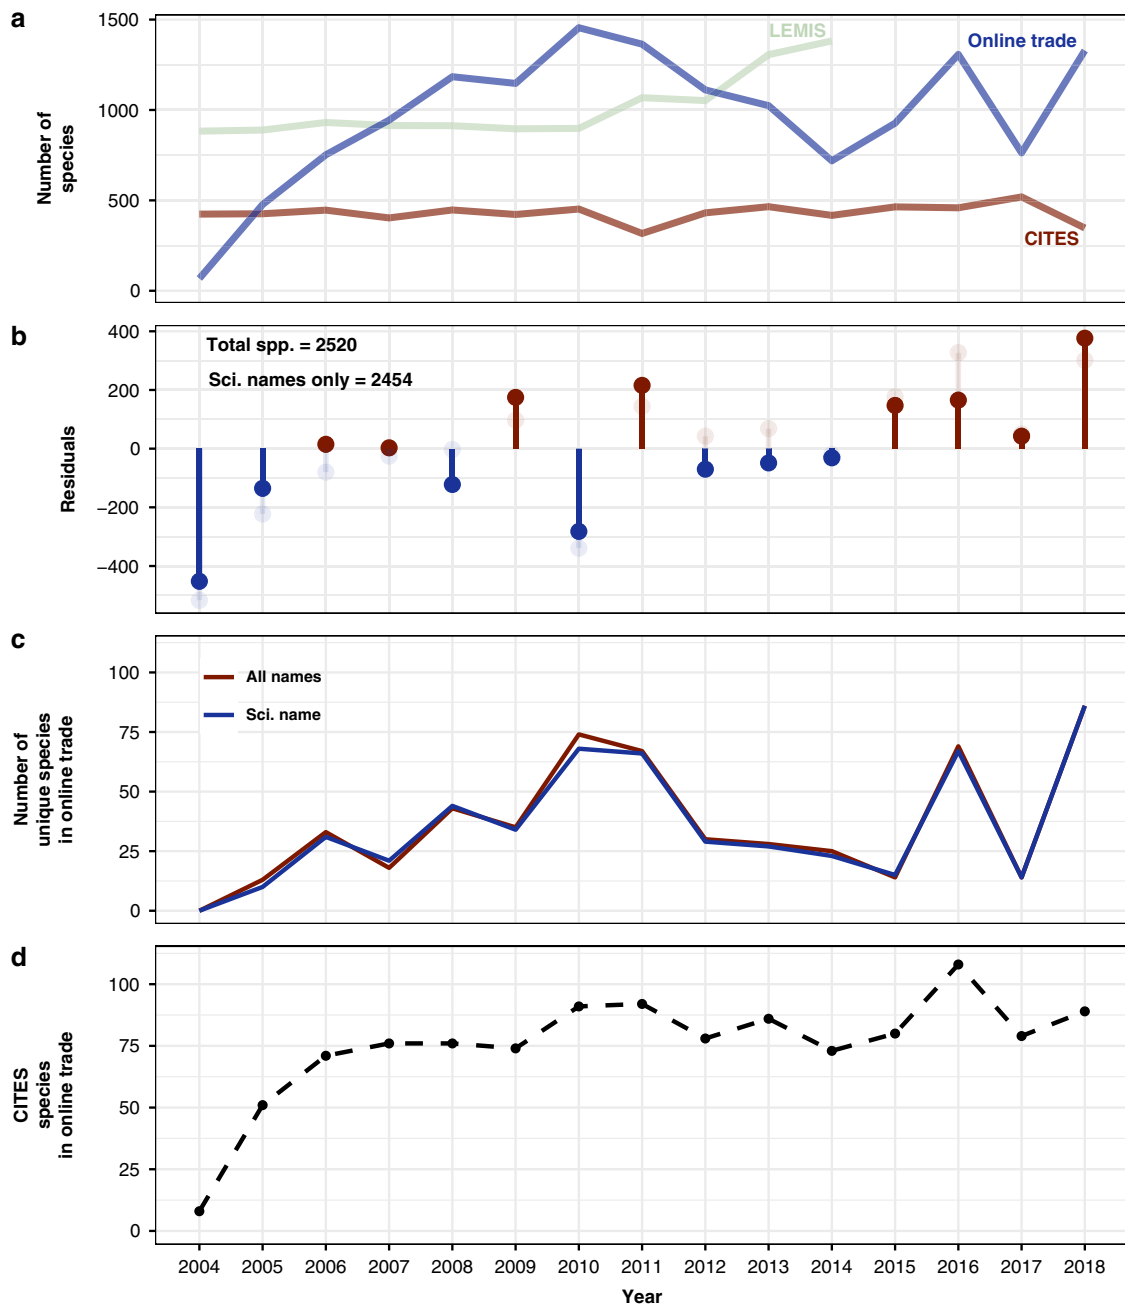 a
1500
1000
500
0
Number of
species
LEMIS
Online trade
CITES
b
400
200
0
−200
−400
Residuals
Total spp. = 2520
Sci. names only = 2454
c
100
75
50
25
0
Number of
unique species
in online trade
All names
Sci. name
d
100
75
50
25
0
CITES
species
in online trade
2004 2005 2006 2007 2008 2009 2010 2011 2012 2013 2014 2015 2016 2017 2018
Year